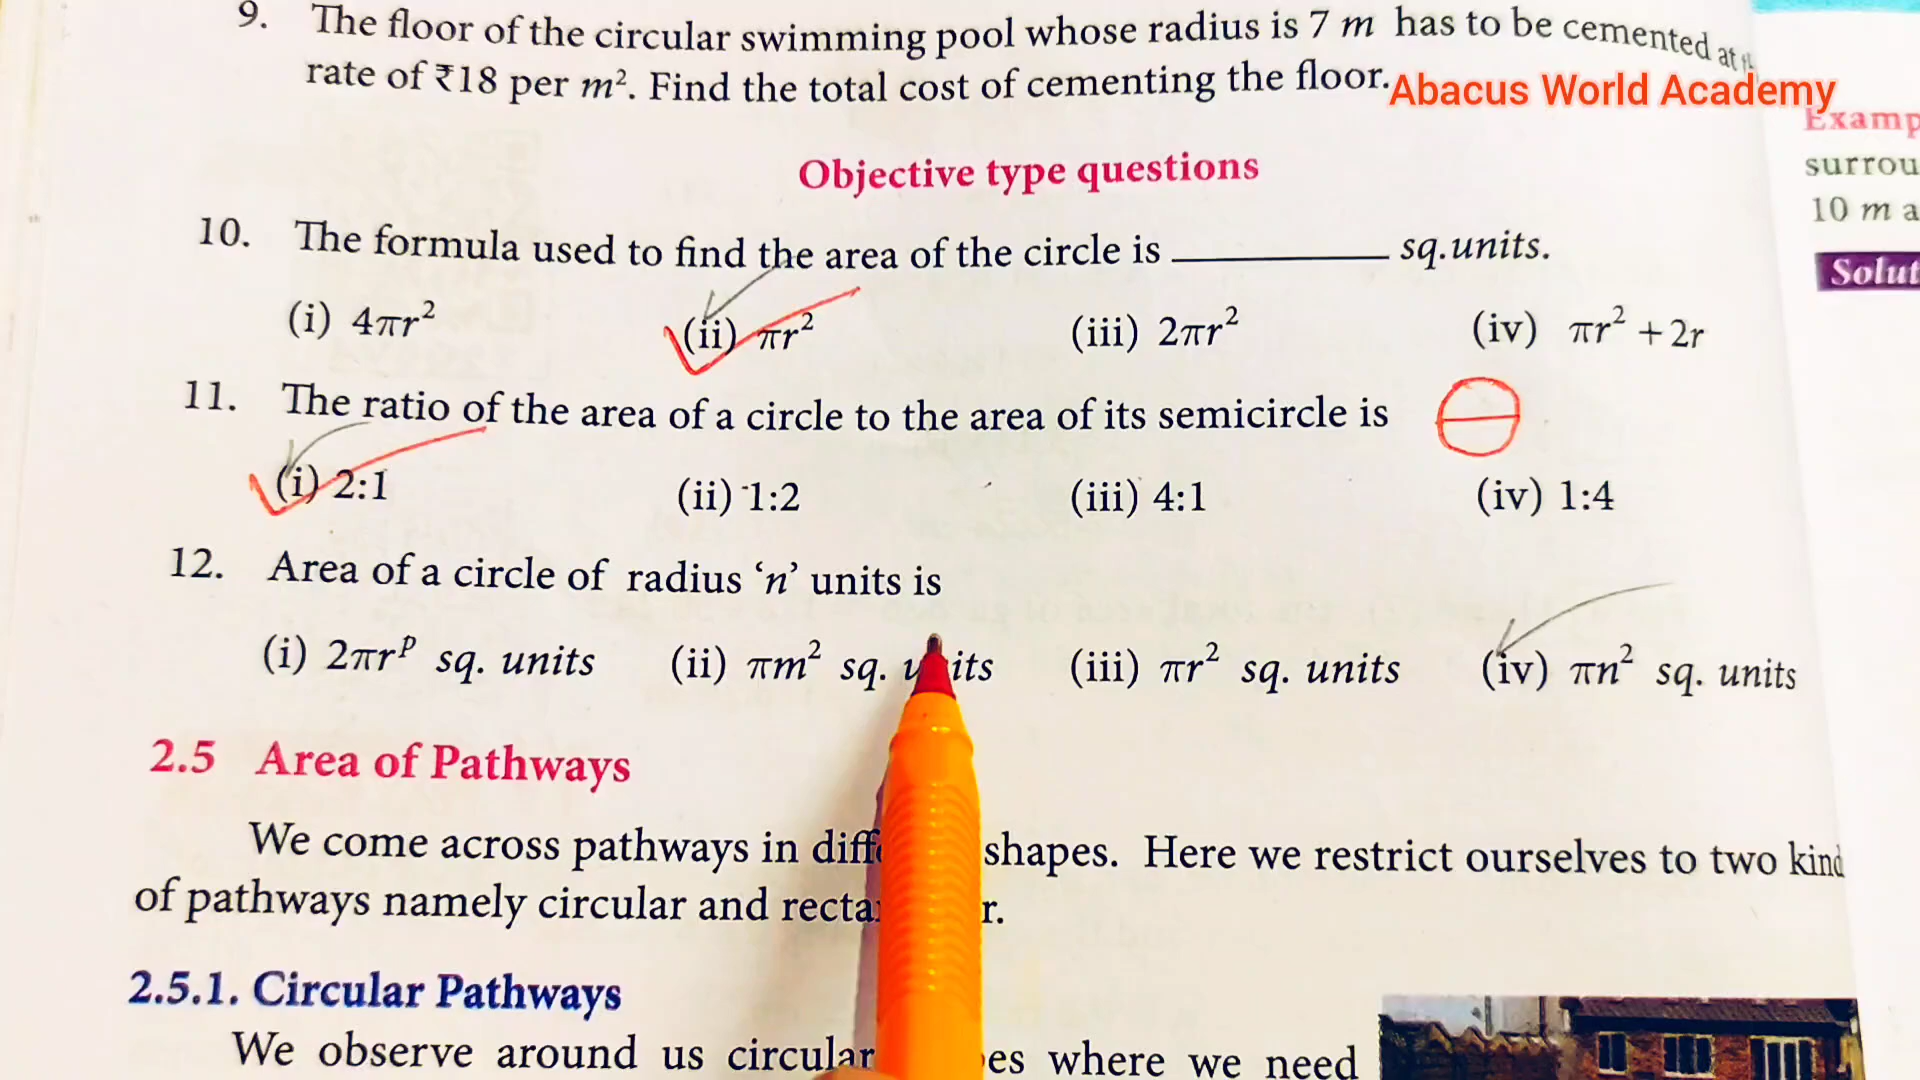 9. The floor of the circular swimming pool whose radius is 7 m has to be cemented at
rate of ₹18 per m². Find the total cost of cementing the floor.
Abacus World Academy
Objective type questions
10. The formula used to find the area of the circle is __________ sq.units.
(i) 4πr² (ii) πr² (iii) 2πr² (iv) πr² + 2r
11. The ratio of the area of a circle to the area of its semicircle is
(i) 2:1 (ii) 1:2 (iii) 4:1 (iv) 1:4
12. Area of a circle of radius ‘n’ units is
(i) 2πrᵖ sq. units (ii) πm² sq. units (iii) πr² sq. units (iv) πn² sq. units
2.5 Area of Pathways
We come across pathways in diff shapes. Here we restrict ourselves to two kind
of pathways namely circular and recta r.
2.5.1. Circular Pathways
We observe around us circular es where we need
Examp
surrou
10 m a
Solut